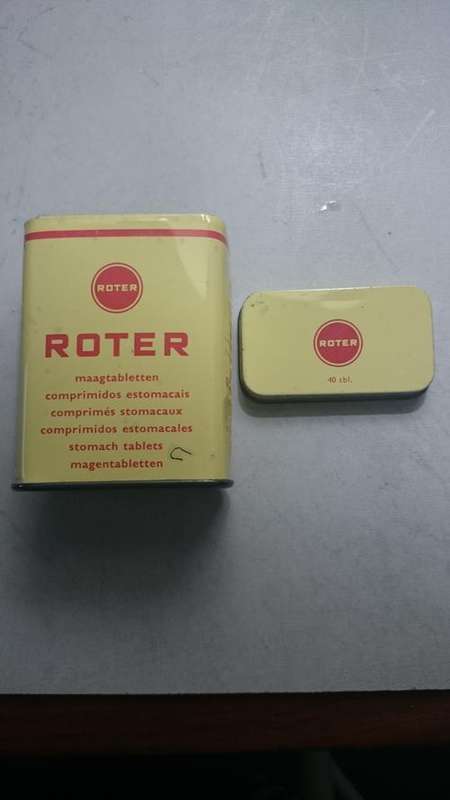 ROTER
ROTER
maagtabletten
comprimidos estomacais
comprimés stomacaux
comprimidos estomacales
stomach tablets
magentabletten
ROTER
40 tbl.